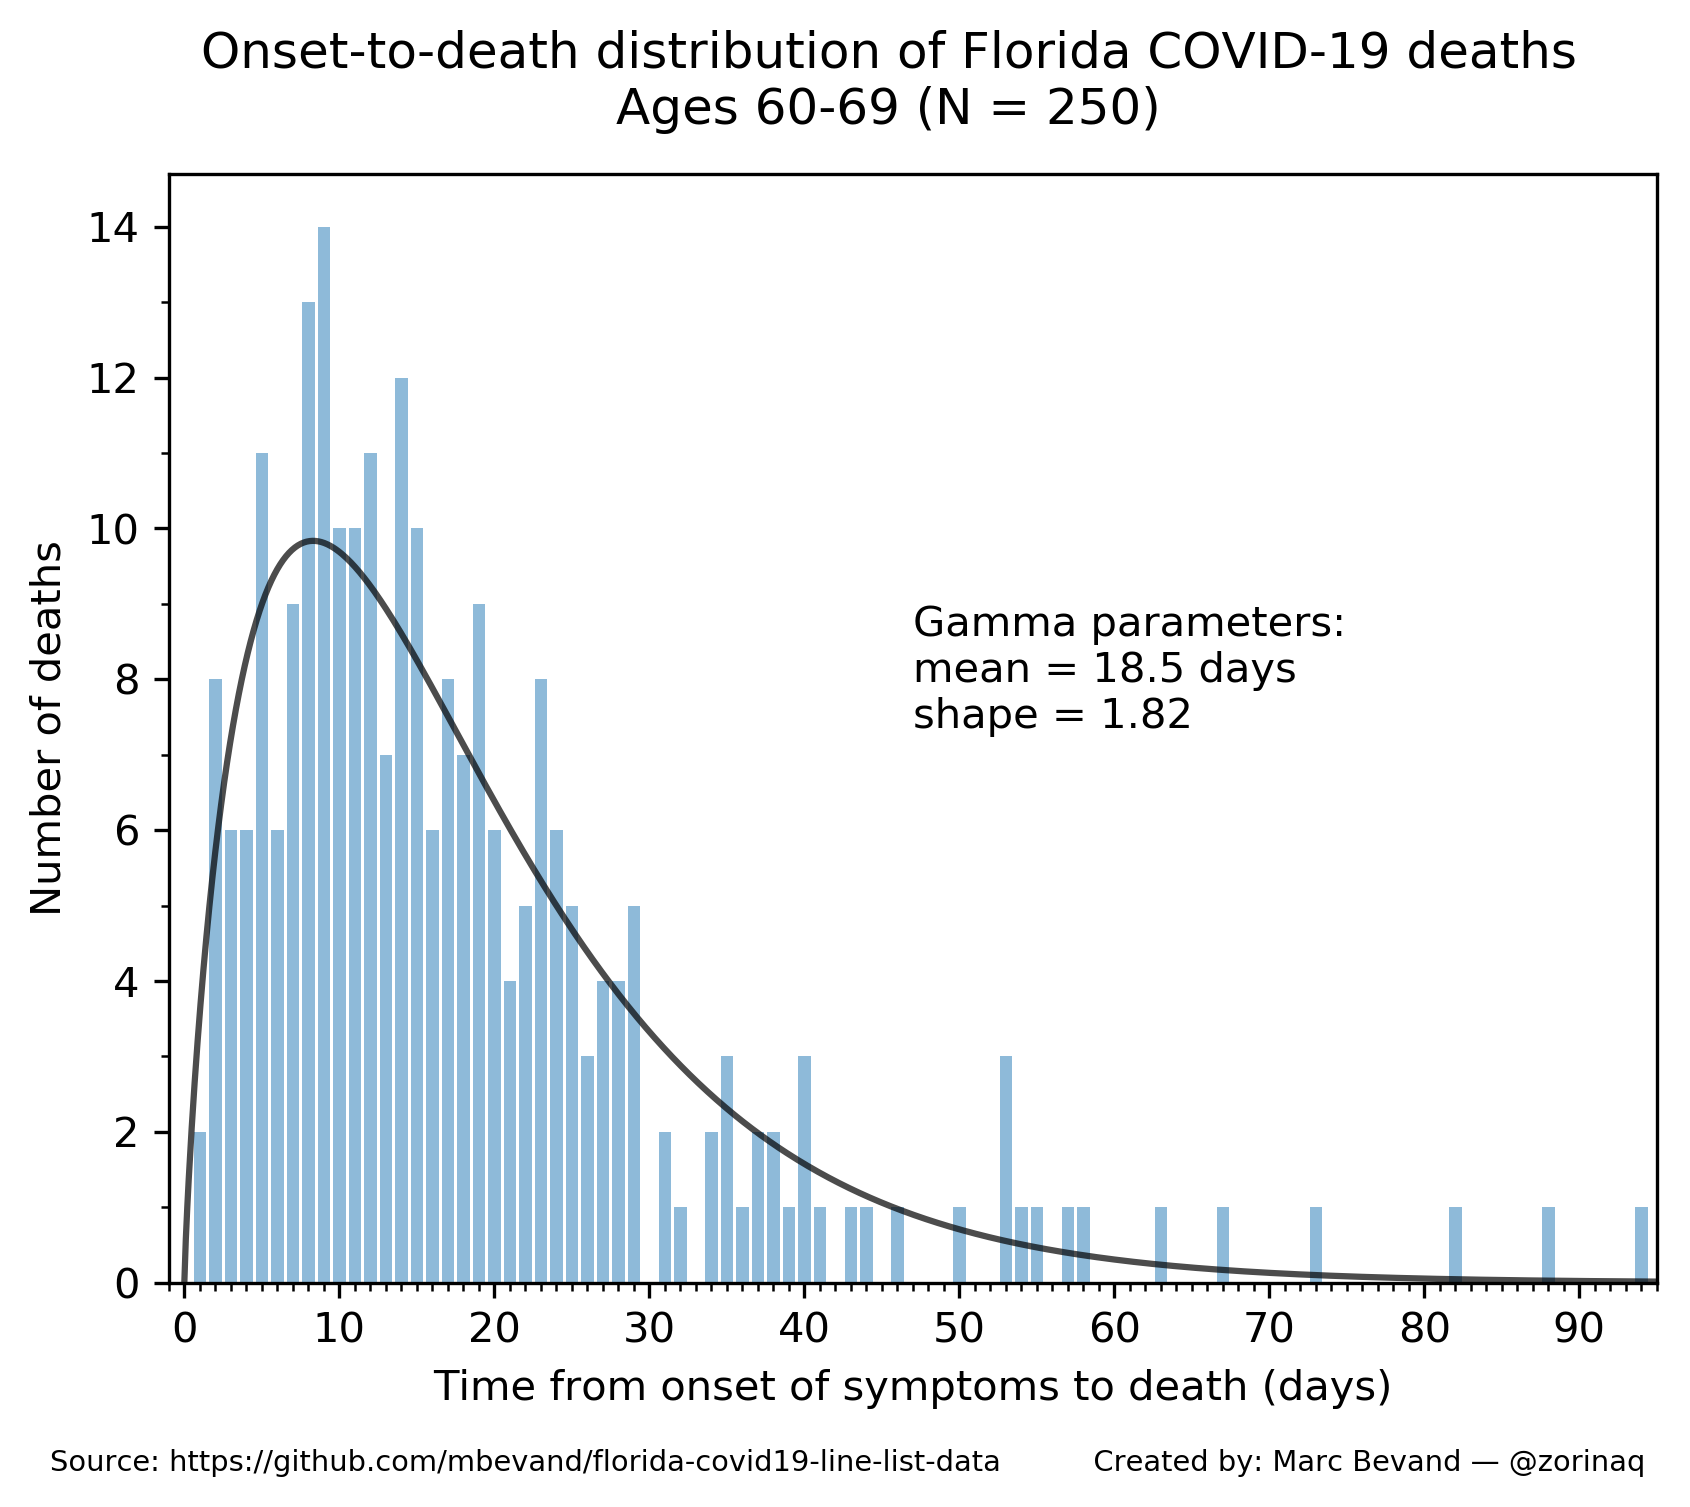 Onset-to-death distribution of Florida COVID-19 deaths
Ages 60-69 (N = 250)
14
12
10
8
6
4
2
0
Number of deaths
Gamma parameters:
mean = 18.5 days
shape = 1.82
0 10 20 30 40 50 60 70 80 90
Time from onset of symptoms to death (days)
Source: https://github.com/mbevand/florida-covid19-line-list-data Created by: Marc Bevand — @zorinaq